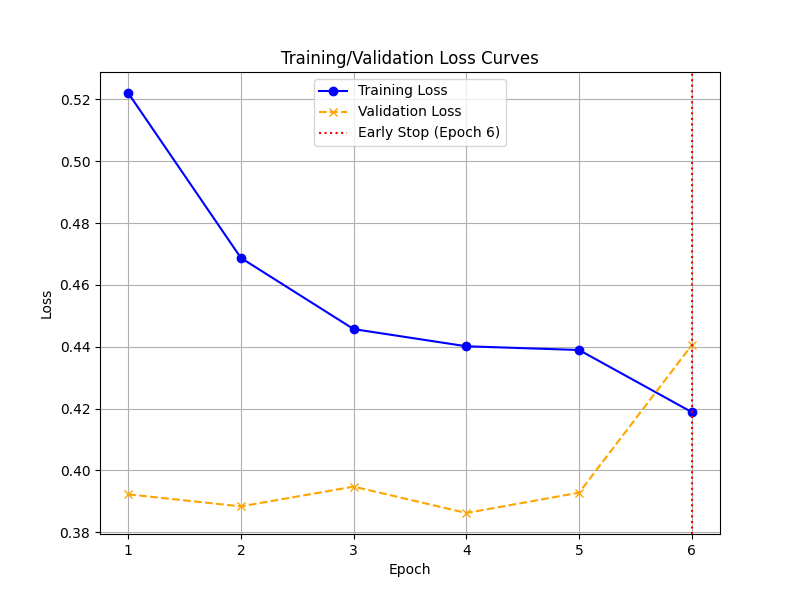 Training/Validation Loss Curves
Training Loss
Validation Loss
Early Stop (Epoch 6)
0.52
0.50
0.48
0.46
0.44
0.42
0.40
0.38
Loss
1 2 3 4 5 6
Epoch